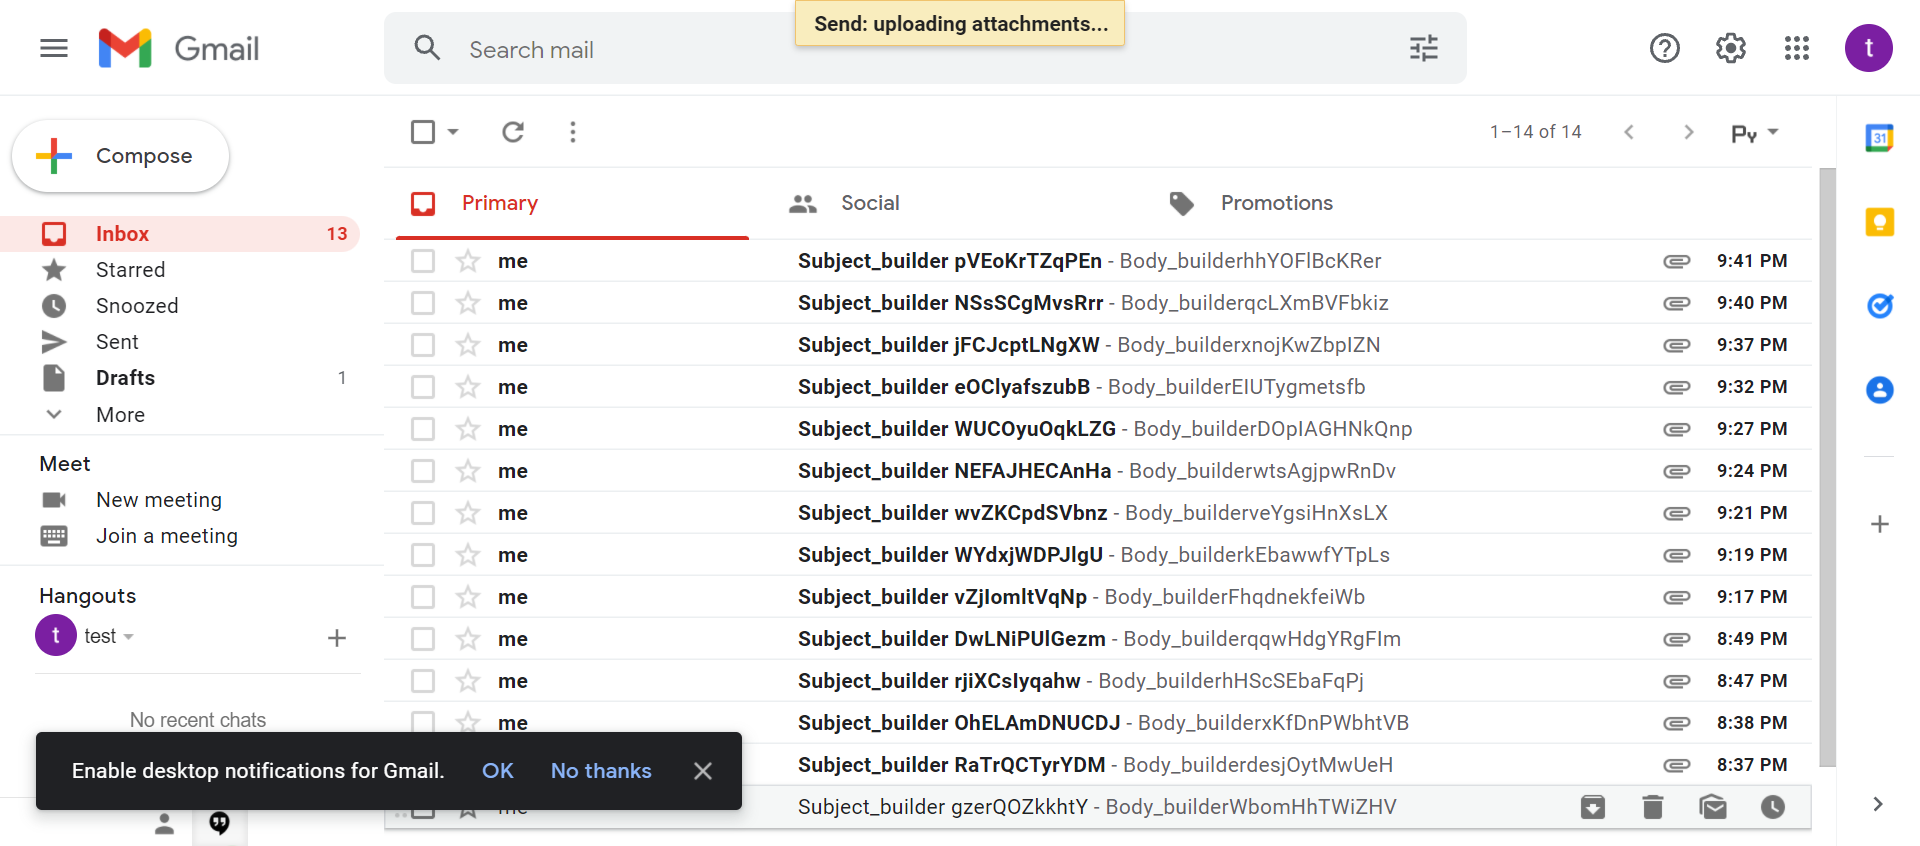 Send: uploading attachments...
Gmail
Search mail
t
Compose
1–14 of 14
Py
31
Primary
Social
Promotions
Inbox 13
Starred
Snoozed
Sent
Drafts 1
More
Meet
New meeting
Join a meeting
Hangouts
t test
No recent chats
me Subject_builder pVEoKrTZqPEn - Body_builderhhYOFlBcKRer 9:41 PM
me Subject_builder NSsSCgMvsRrr - Body_builderqcLXmBVFbkiz 9:40 PM
me Subject_builder jFCJcptLNgXW - Body_builderxnojKwZbpIZN 9:37 PM
me Subject_builder eOClyafszubB - Body_builderEIUTygmetsfb 9:32 PM
me Subject_builder WUCOyuOqkLZG - Body_builderDOpIAGHNkQnp 9:27 PM
me Subject_builder NEFAJHECAnHa - Body_builderwtsAgjpwRnDv 9:24 PM
me Subject_builder wvZKCpdSVbnz - Body_builderveYgsiHnXsLX 9:21 PM
me Subject_builder WYdxjWDPJlgU - Body_builderkEbawwfYTpLs 9:19 PM
me Subject_builder vZjIomltVqNp - Body_builderFhqdnekfeiWb 9:17 PM
me Subject_builder DwLNiPUlGezm - Body_builderqqwHdgYRgFIm 8:49 PM
me Subject_builder rjiXCsIyqahw - Body_builderhHScSEbaFqPj 8:47 PM
me Subject_builder OhELAmDNUCDJ - Body_builderxKfDnPWbhtVB 8:38 PM
Subject_builder RaTrQCTyrYDM - Body_builderdesjOytMwUeH 8:37 PM
me Subject_builder gzerQOZkkhtY - Body_builderWbomHhTWiZHV
Enable desktop notifications for Gmail. OK No thanks